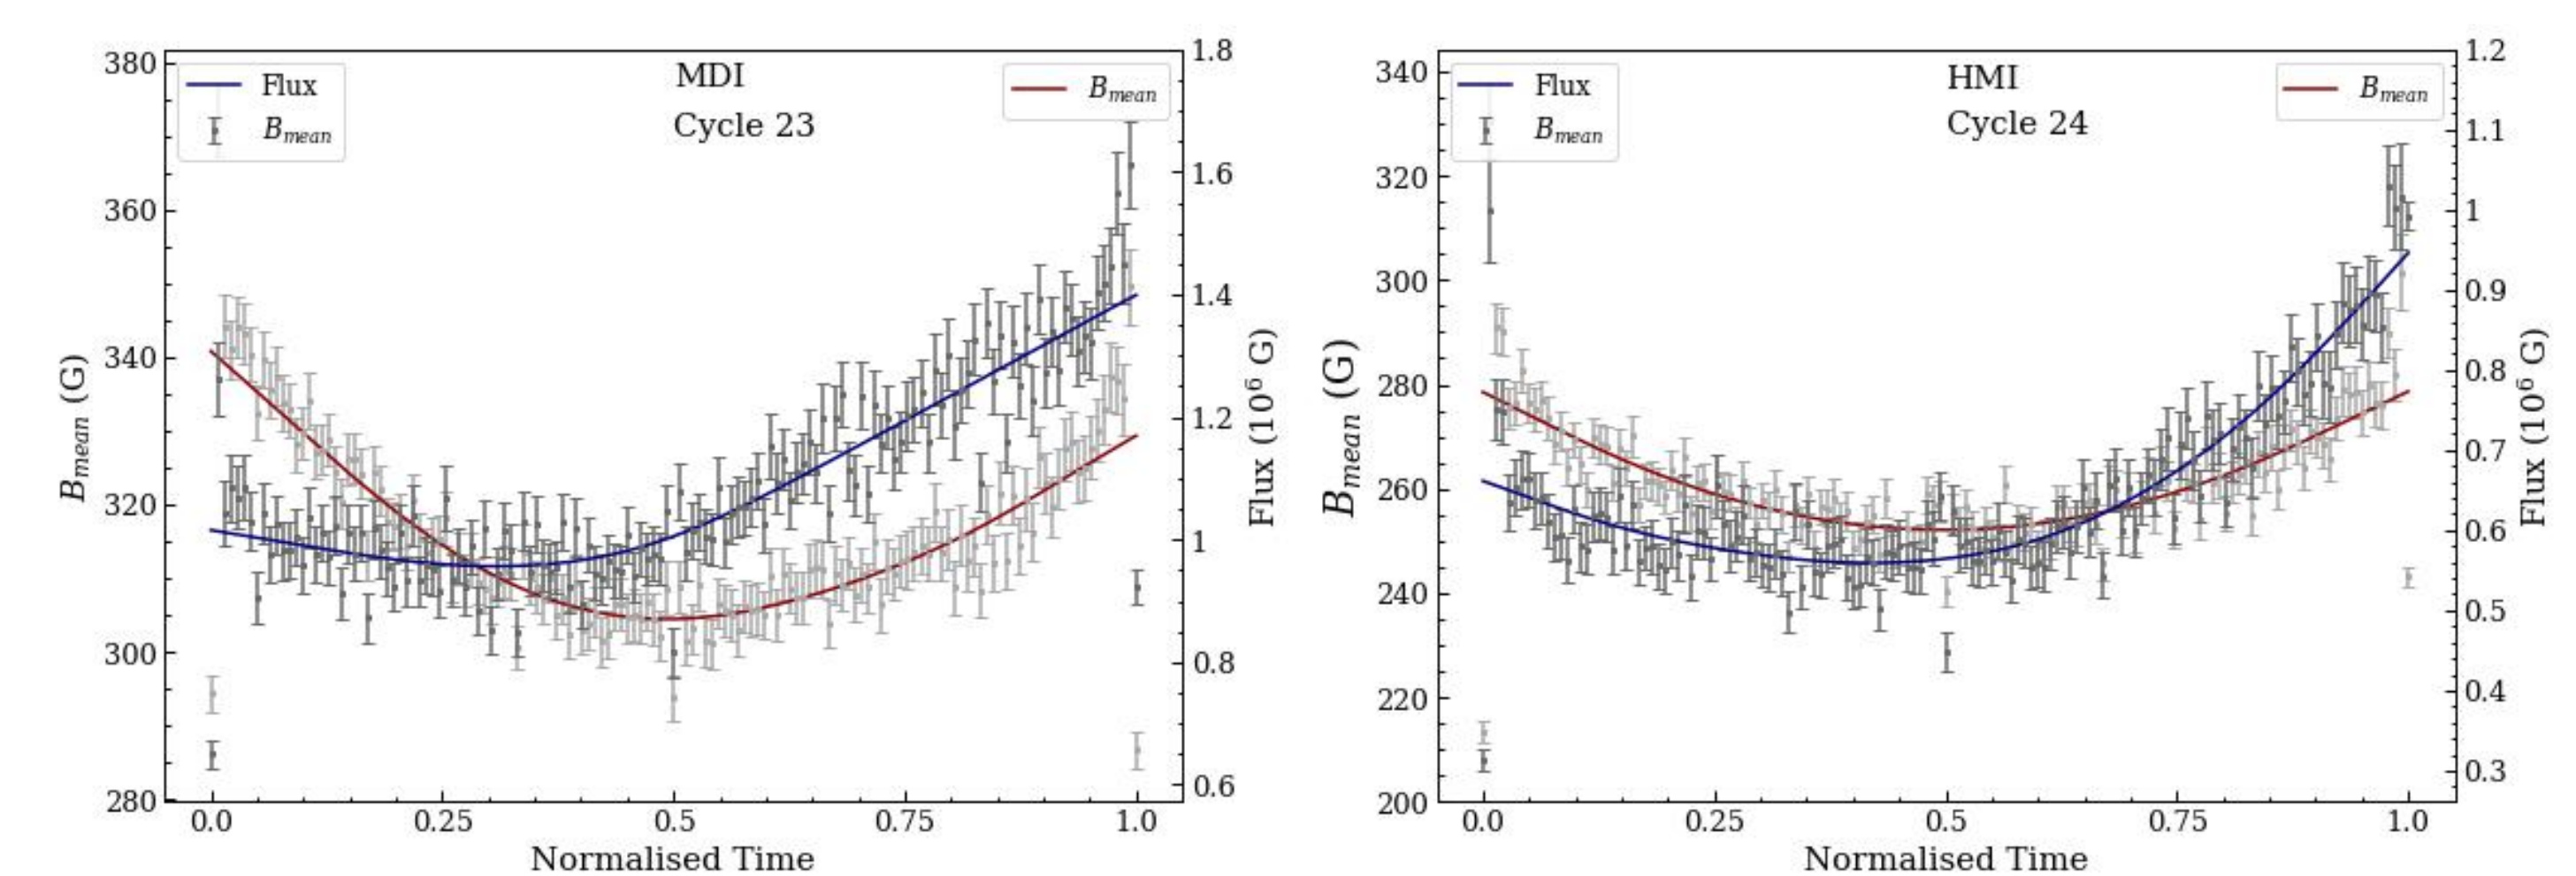 MDI
Cycle 23
Flux
B_mean
B_mean
380
360
340
320
300
280
B_mean (G)
1.8
1.6
1.4
1.2
1
0.8
0.6
Flux (10^6 G)
0.0 0.25 0.5 0.75 1.0
Normalised Time
HMI
Cycle 24
Flux
B_mean
B_mean
340
320
300
280
260
240
220
200
B_mean (G)
1.2
1.1
1
0.9
0.8
0.7
0.6
0.5
0.4
0.3
Flux (10^6 G)
0.0 0.25 0.5 0.75 1.0
Normalised Time